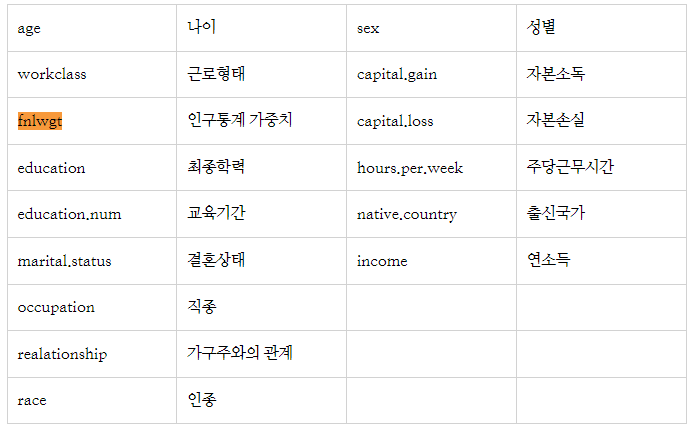 age 나이 sex 성별
workclass 근로형태 capital.gain 자본소독
fnlwgt 인구통계 가중치 capital.loss 자본손실
education 최종학력 hours.per.week 주당근무시간
education.num 교육기간 native.country 출신국가
marital.status 결혼상태 income 연소득
occupation 직종
realationship 가구주와의 관계
race 인종